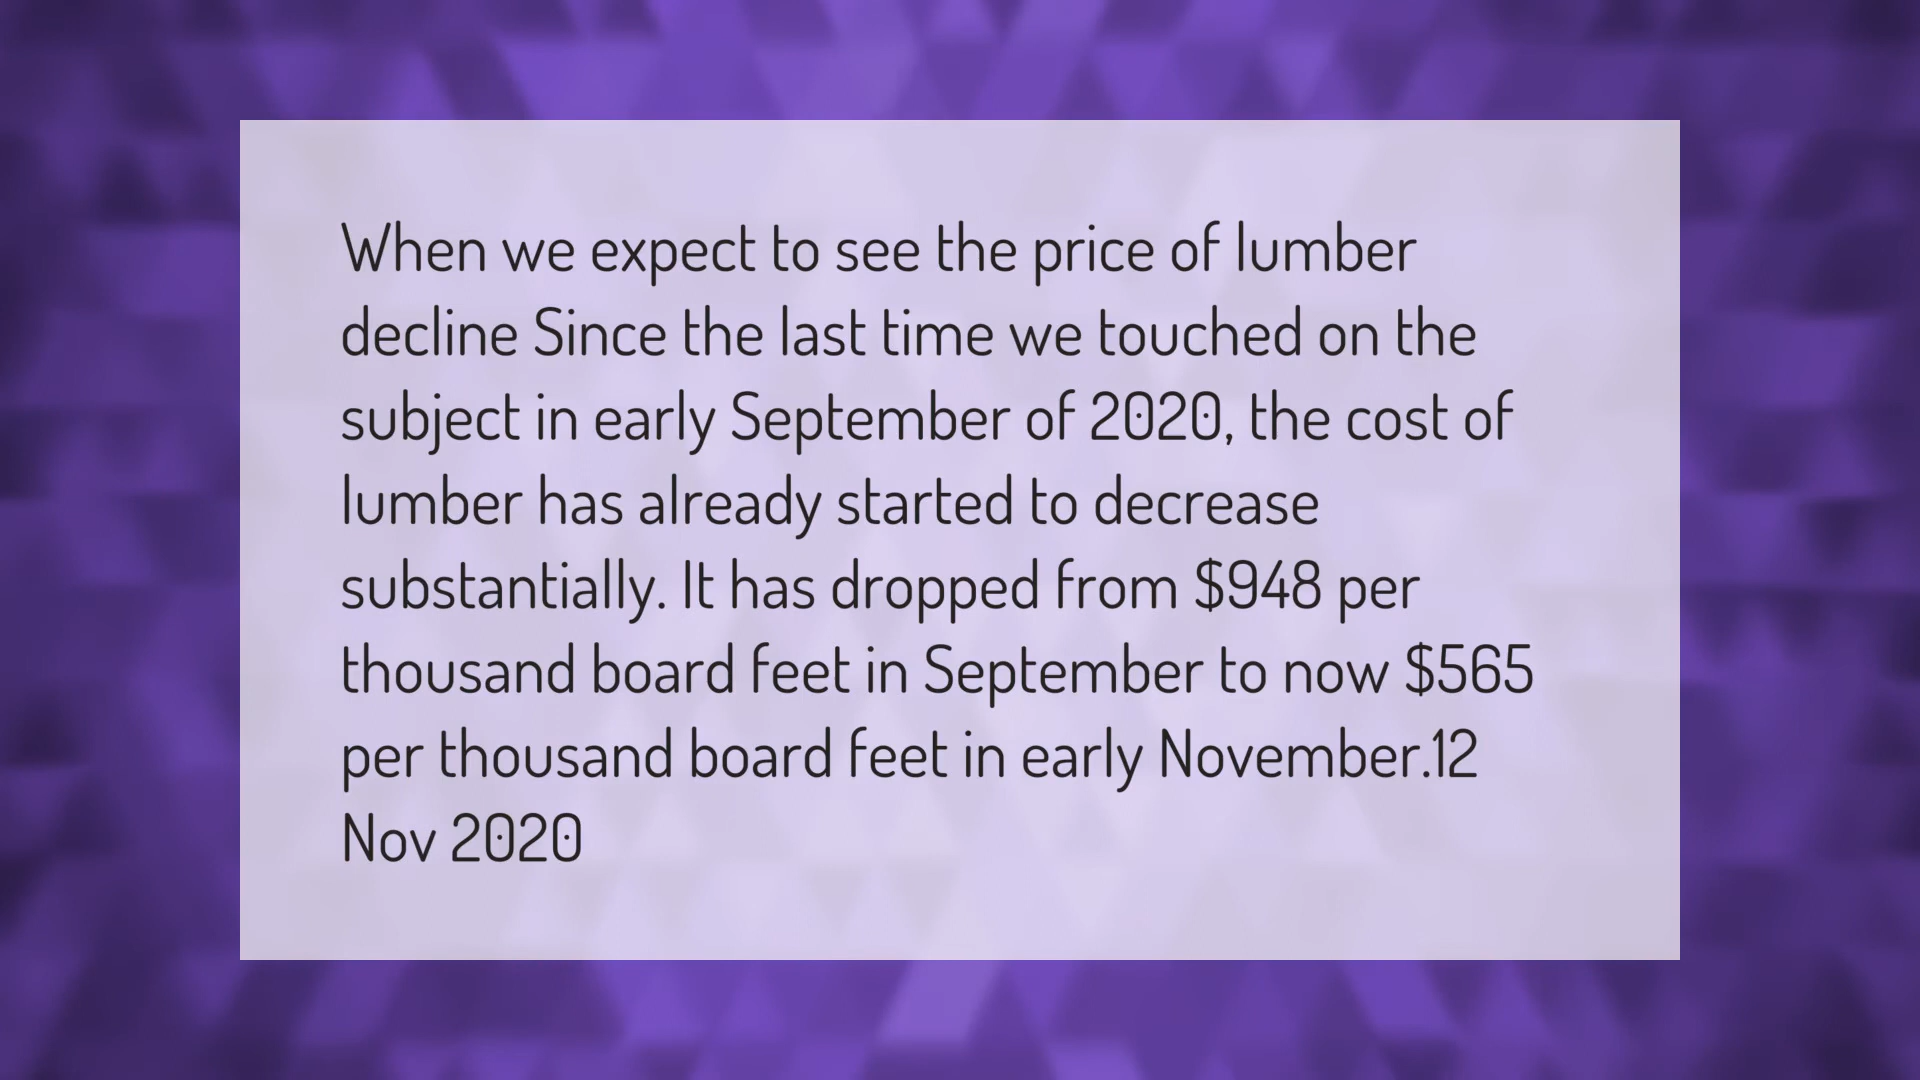 When we expect to see the price of lumber
decline Since the last time we touched on the
subject in early September of 2020, the cost of
lumber has already started to decrease
substantially. It has dropped from $948 per
thousand board feet in September to now $565
per thousand board feet in early November.12
Nov 2020